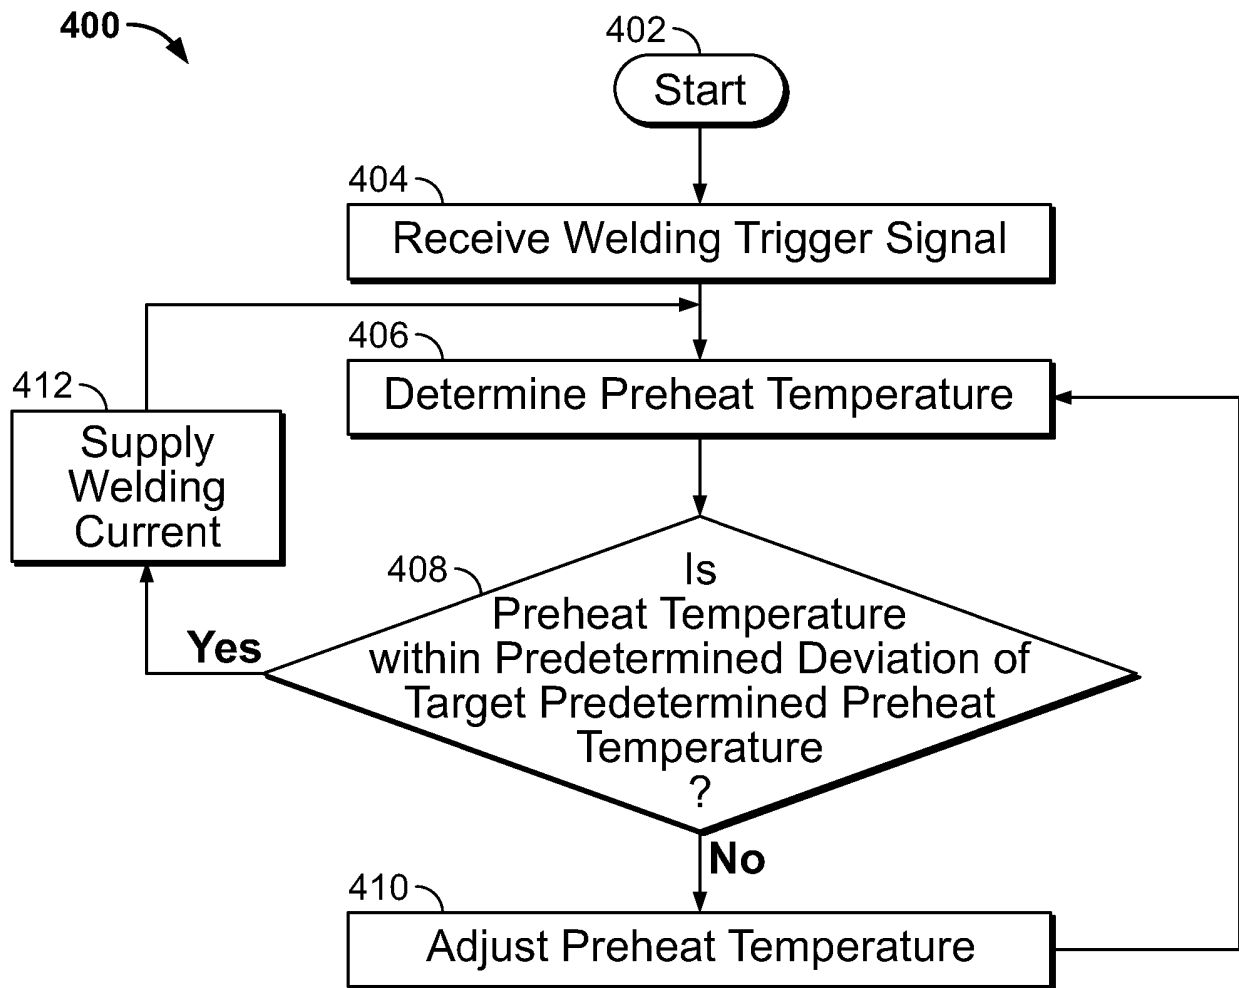 400
402
Start
404
Receive Welding Trigger Signal
406
Determine Preheat Temperature
412
Supply
Welding
Current
408
Is
Preheat Temperature
within Predetermined Deviation of
Target Predetermined Preheat
Temperature
?
Yes
No
410
Adjust Preheat Temperature